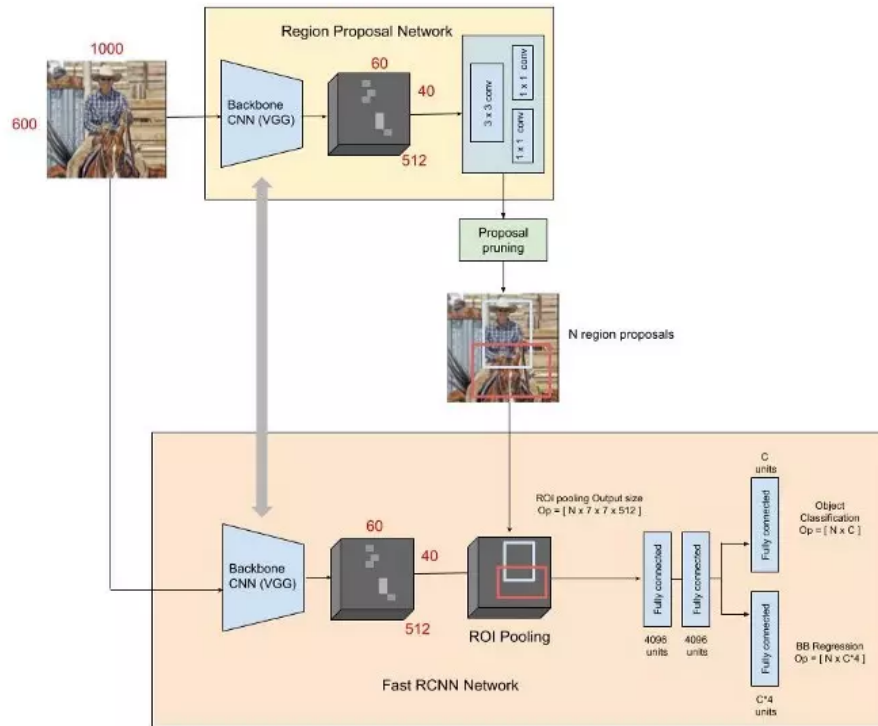 Region Proposal Network
1000
600
Backbone
CNN (VGG)
60
40
512
3 x 3 conv
1 x 1 conv
1 x 1 conv
Proposal
pruning
N region proposals
Backbone
CNN (VGG)
60
40
512
ROI Pooling
ROI pooling Output size
Op = [ N x 7 x 7 x 512 ]
Fully connected
4096
units
Fully connected
4096
units
C
units
Fully connected
Object
Classification
Op = [ N x C ]
Fully connected
C*4
units
BB Regression
Op = [ N x C*4 ]
Fast RCNN Network